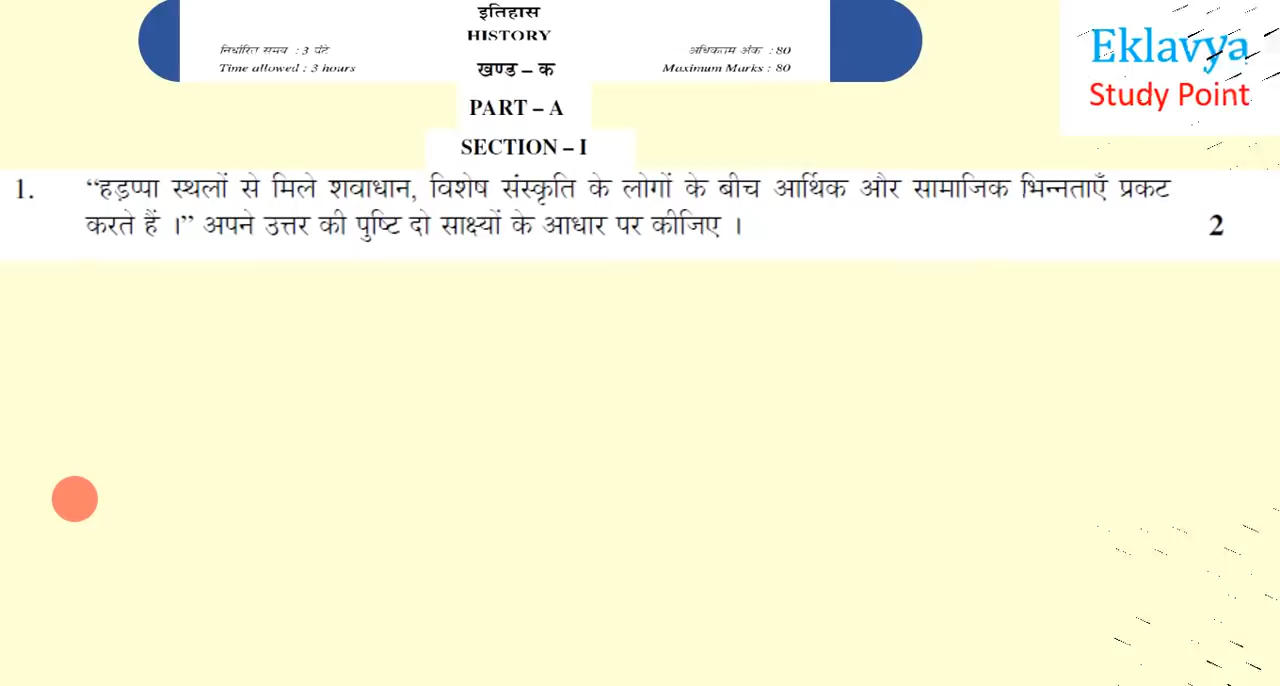 इतिहास
HISTORY
निर्धारित समय : 3 घंटे
अधिकतम अंक : 80
Time allowed : 3 hours
Maximum Marks : 80
खण्ड – क
PART – A
SECTION – I
Eklavya
Study Point
1. “हड़प्पा स्थलों से मिले शवाधान, विशेष संस्कृति के लोगों के बीच आर्थिक और सामाजिक भिन्नताएँ प्रकट
करते हैं ।” अपने उत्तर की पुष्टि दो साक्ष्यों के आधार पर कीजिए । 2